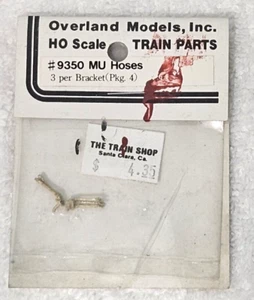 Overland Models, Inc.
HO Scale TRAIN PARTS
#9350 MU Hoses
3 per Bracket(Pkg. 4)
THE TRAIN SHOP
Santa Clara, Ca.
$ 4.35